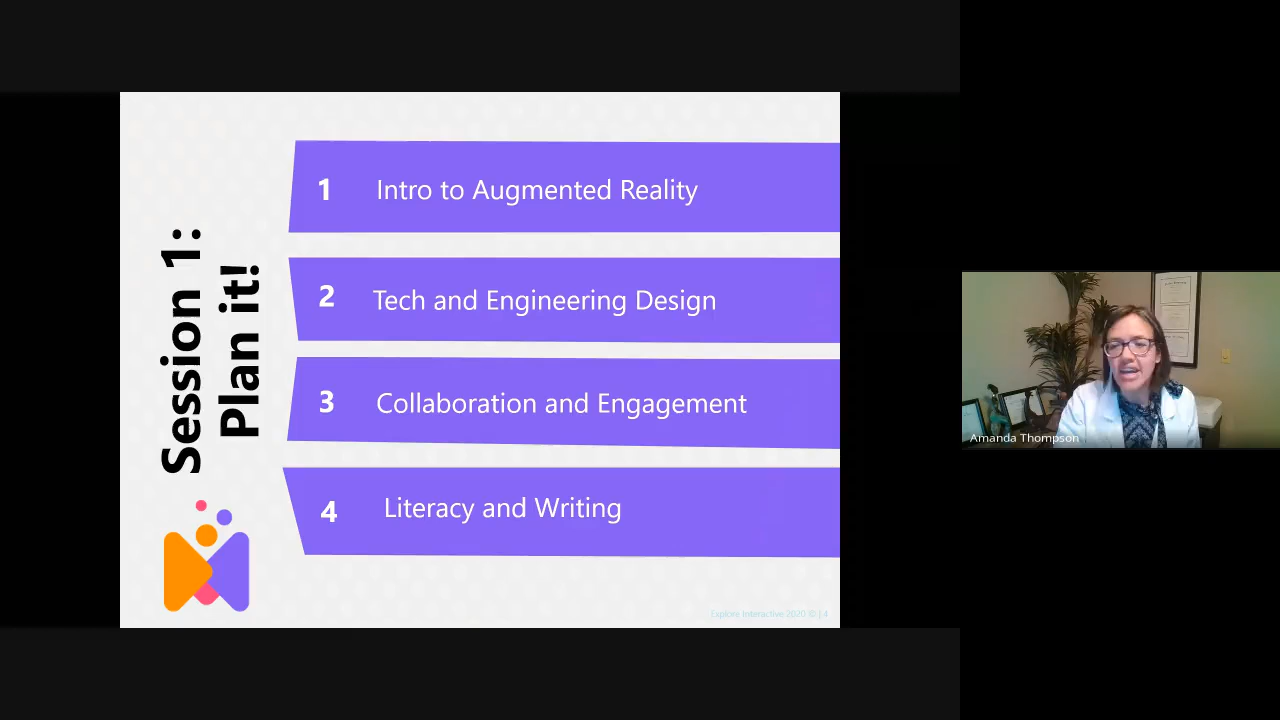 Session 1:
Plan it!
1 Intro to Augmented Reality
2 Tech and Engineering Design
3 Collaboration and Engagement
4 Literacy and Writing
Explore Interactive 2020 © | 4
Amanda Thompson